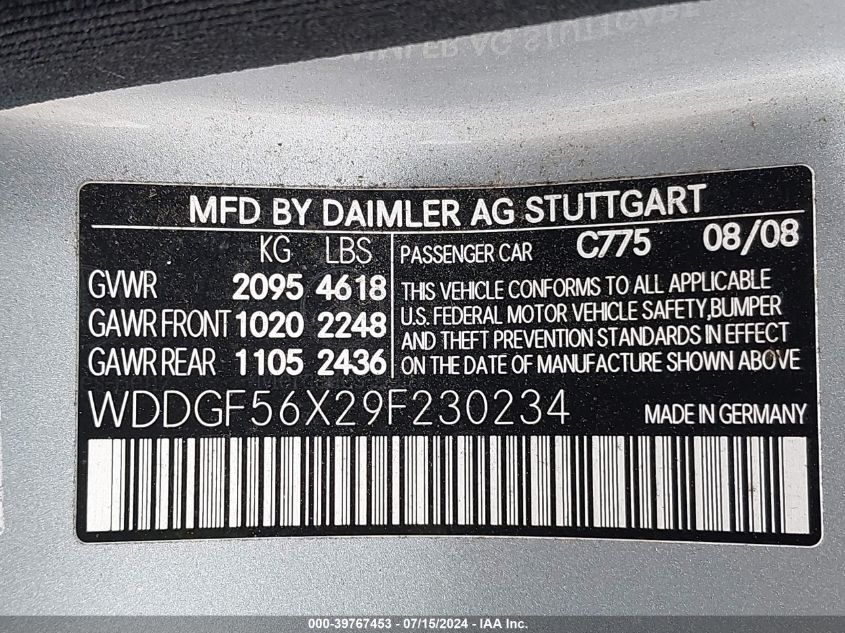 MFD BY DAIMLER AG STUTTGART
KG LBS
GVWR 2095 4618
GAWR FRONT 1020 2248
GAWR REAR 1105 2436
PASSENGER CAR C775 08/08
THIS VEHICLE CONFORMS TO ALL APPLICABLE
U.S. FEDERAL MOTOR VEHICLE SAFETY,BUMPER
AND THEFT PREVENTION STANDARDS IN EFFECT
ON THE DATE OF MANUFACTURE SHOWN ABOVE
WDDGF56X29F230234 MADE IN GERMANY
000-39767453 / 07/15/2024 - IAA Inc.